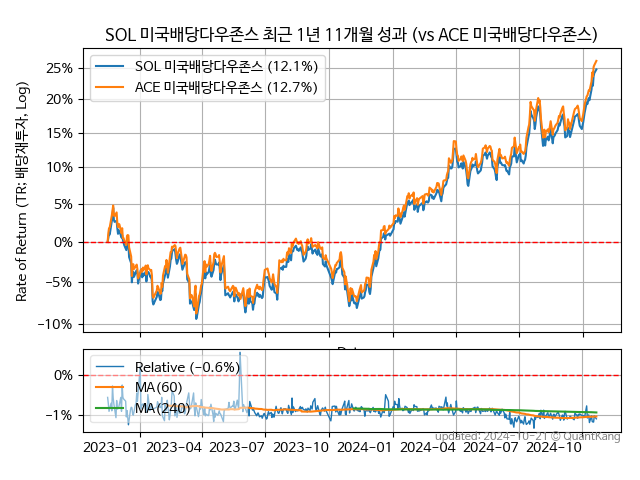 SOL 미국배당다우존스 최근 1년 11개월 성과 (vs ACE 미국배당다우존스)
Rate of Return (TR: 배당재투자, Log)
SOL 미국배당다우존스 (12.1%)
ACE 미국배당다우존스 (12.7%)
25%
20%
15%
10%
5%
0%
−5%
−10%
Relative (−0.6%)
MA(60)
MA(240)
0%
−1%
updated: 2024-10-21 © QuantKang
2023-01 2023-04 2023-07 2023-10 2024-01 2024-04 2024-07 2024-10